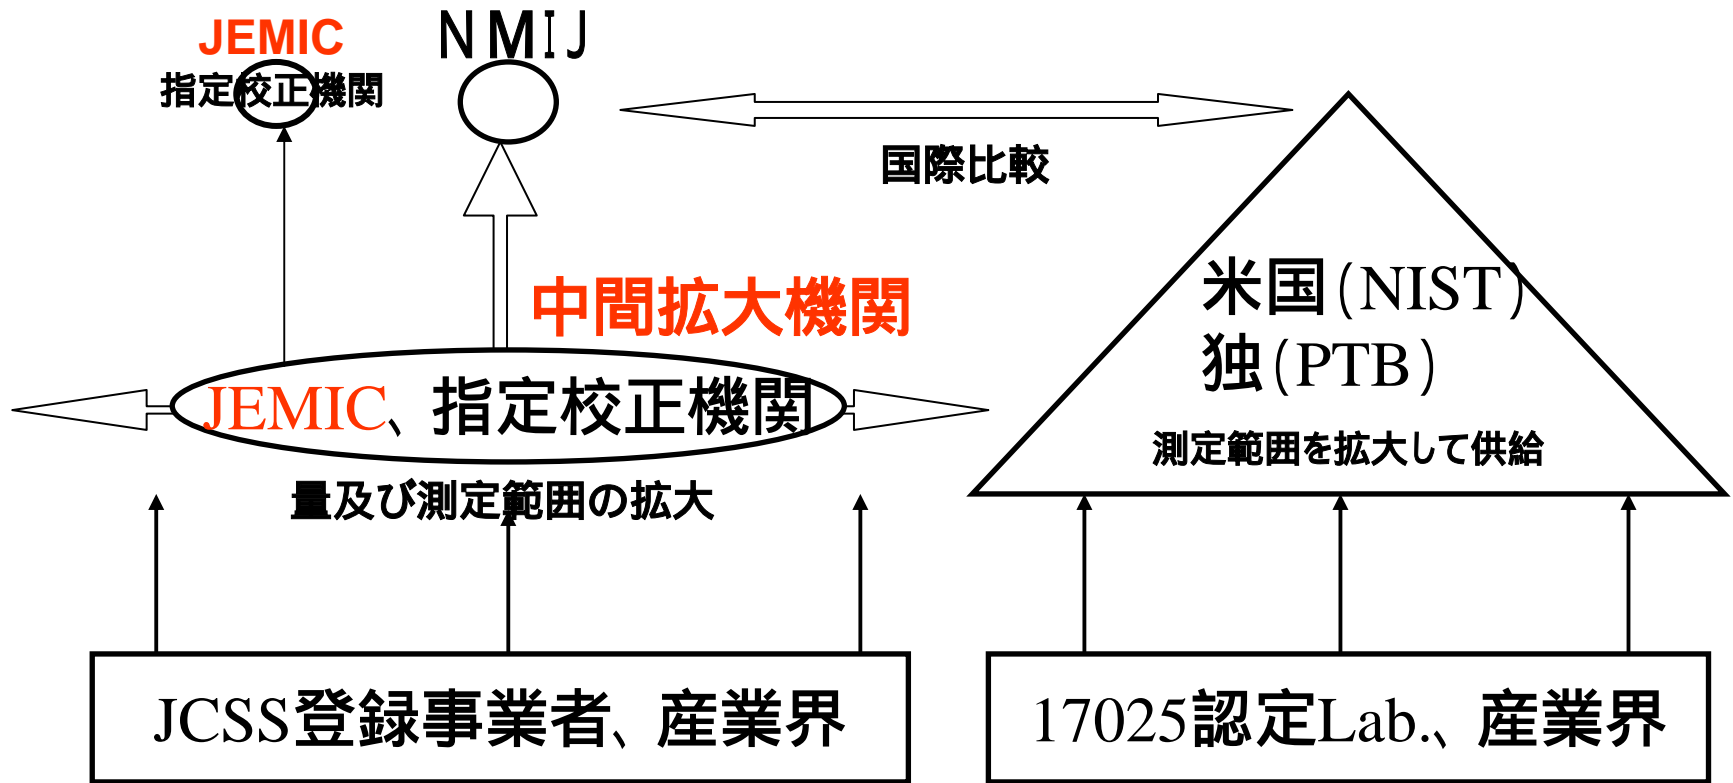 JEMIC
NMIJ
指定校正機関
国際比較
中間拡大機関
JEMIC、指定校正機関
量及び測定範囲の拡大
米国(NIST)
独(PTB)
測定範囲を拡大して供給
JCSS登録事業者、産業界
17025認定Lab.、産業界